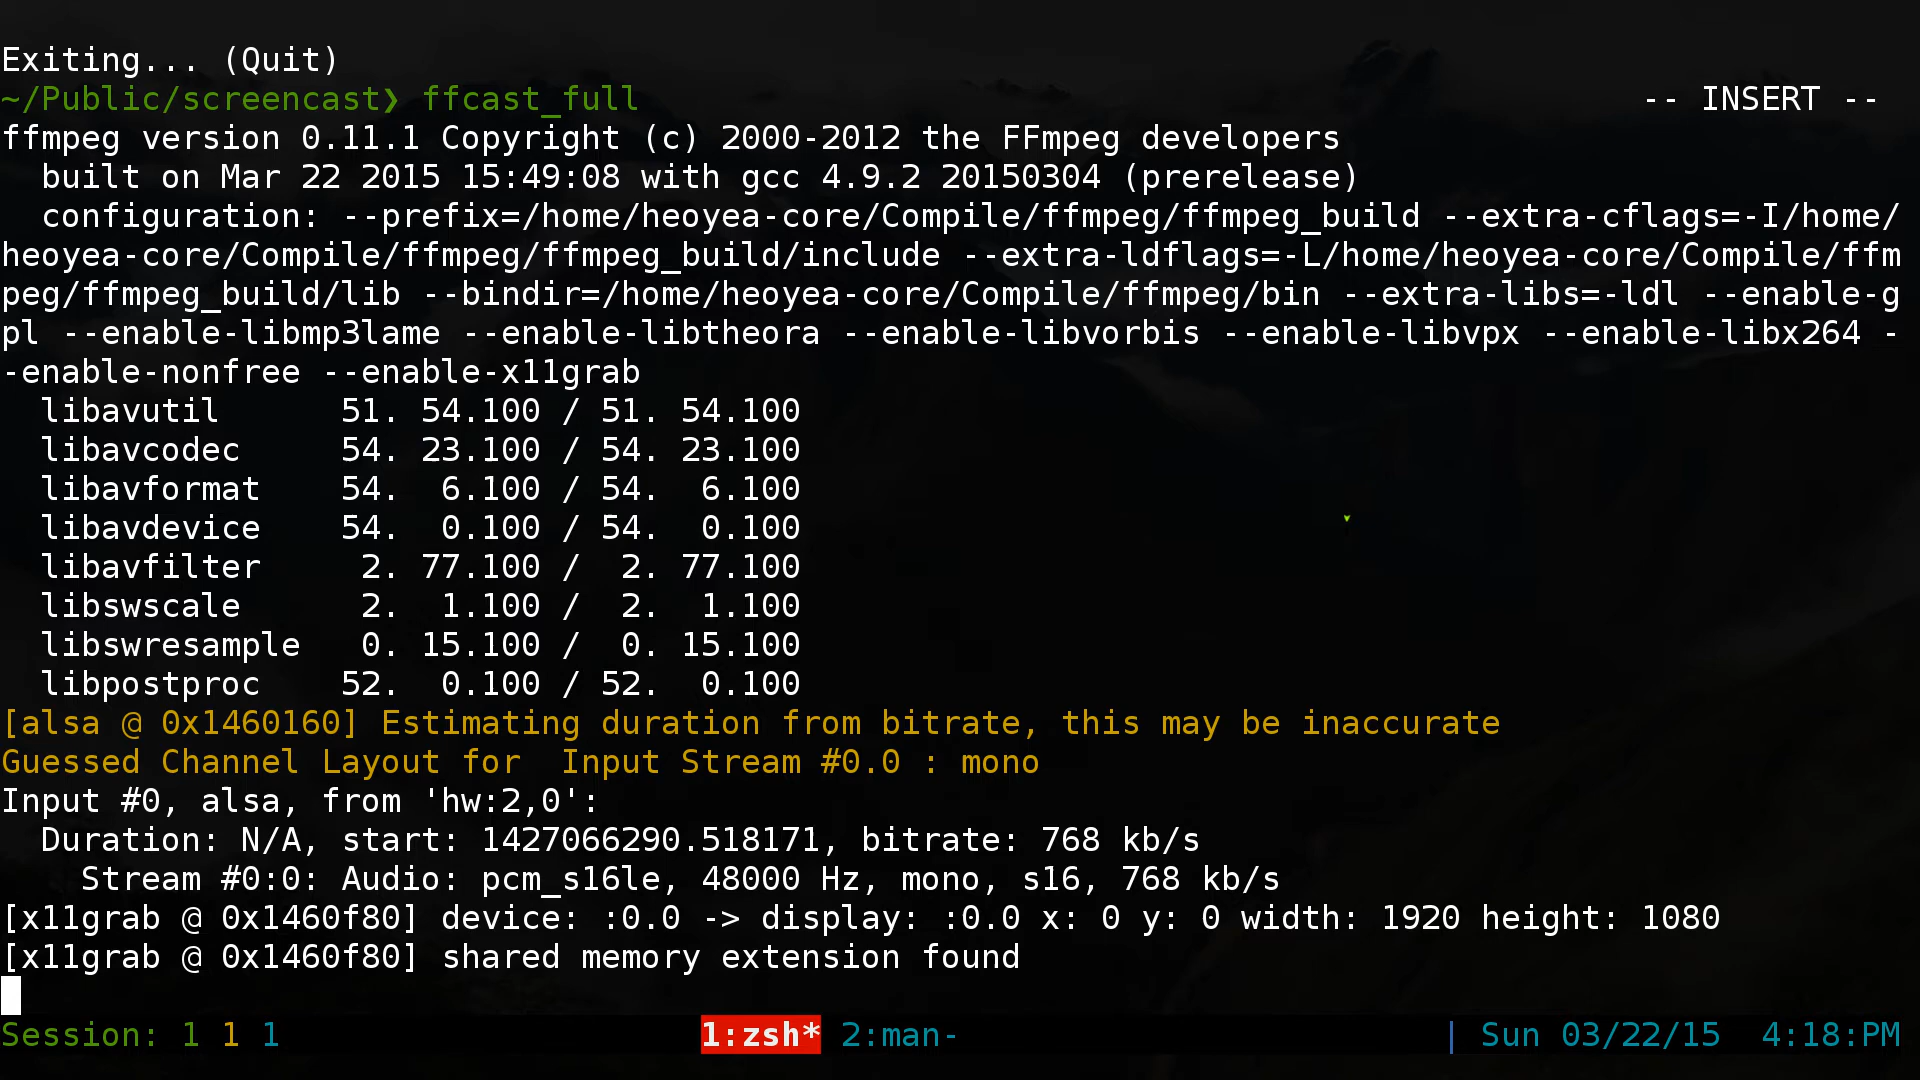 Exiting... (Quit)
~/Public/screencast❯ ffcast_full -- INSERT --
ffmpeg version 0.11.1 Copyright (c) 2000-2012 the FFmpeg developers
  built on Mar 22 2015 15:49:08 with gcc 4.9.2 20150304 (prerelease)
  configuration: --prefix=/home/heoyea-core/Compile/ffmpeg/ffmpeg_build --extra-cflags=-I/home/
heoyea-core/Compile/ffmpeg/ffmpeg_build/include --extra-ldflags=-L/home/heoyea-core/Compile/ffm
peg/ffmpeg_build/lib --bindir=/home/heoyea-core/Compile/ffmpeg/bin --extra-libs=-ldl --enable-g
pl --enable-libmp3lame --enable-libtheora --enable-libvorbis --enable-libvpx --enable-libx264 -
-enable-nonfree --enable-x11grab
  libavutil      51. 54.100 / 51. 54.100
  libavcodec     54. 23.100 / 54. 23.100
  libavformat    54.  6.100 / 54.  6.100
  libavdevice    54.  0.100 / 54.  0.100
  libavfilter     2. 77.100 /  2. 77.100
  libswscale      2.  1.100 /  2.  1.100
  libswresample   0. 15.100 /  0. 15.100
  libpostproc    52.  0.100 / 52.  0.100
[alsa @ 0x1460160] Estimating duration from bitrate, this may be inaccurate
Guessed Channel Layout for  Input Stream #0.0 : mono
Input #0, alsa, from 'hw:2,0':
  Duration: N/A, start: 1427066290.518171, bitrate: 768 kb/s
    Stream #0:0: Audio: pcm_s16le, 48000 Hz, mono, s16, 768 kb/s
[x11grab @ 0x1460f80] device: :0.0 -> display: :0.0 x: 0 y: 0 width: 1920 height: 1080
[x11grab @ 0x1460f80] shared memory extension found
Session: 1 1 1 1:zsh* 2:man- | Sun 03/22/15  4:18:PM